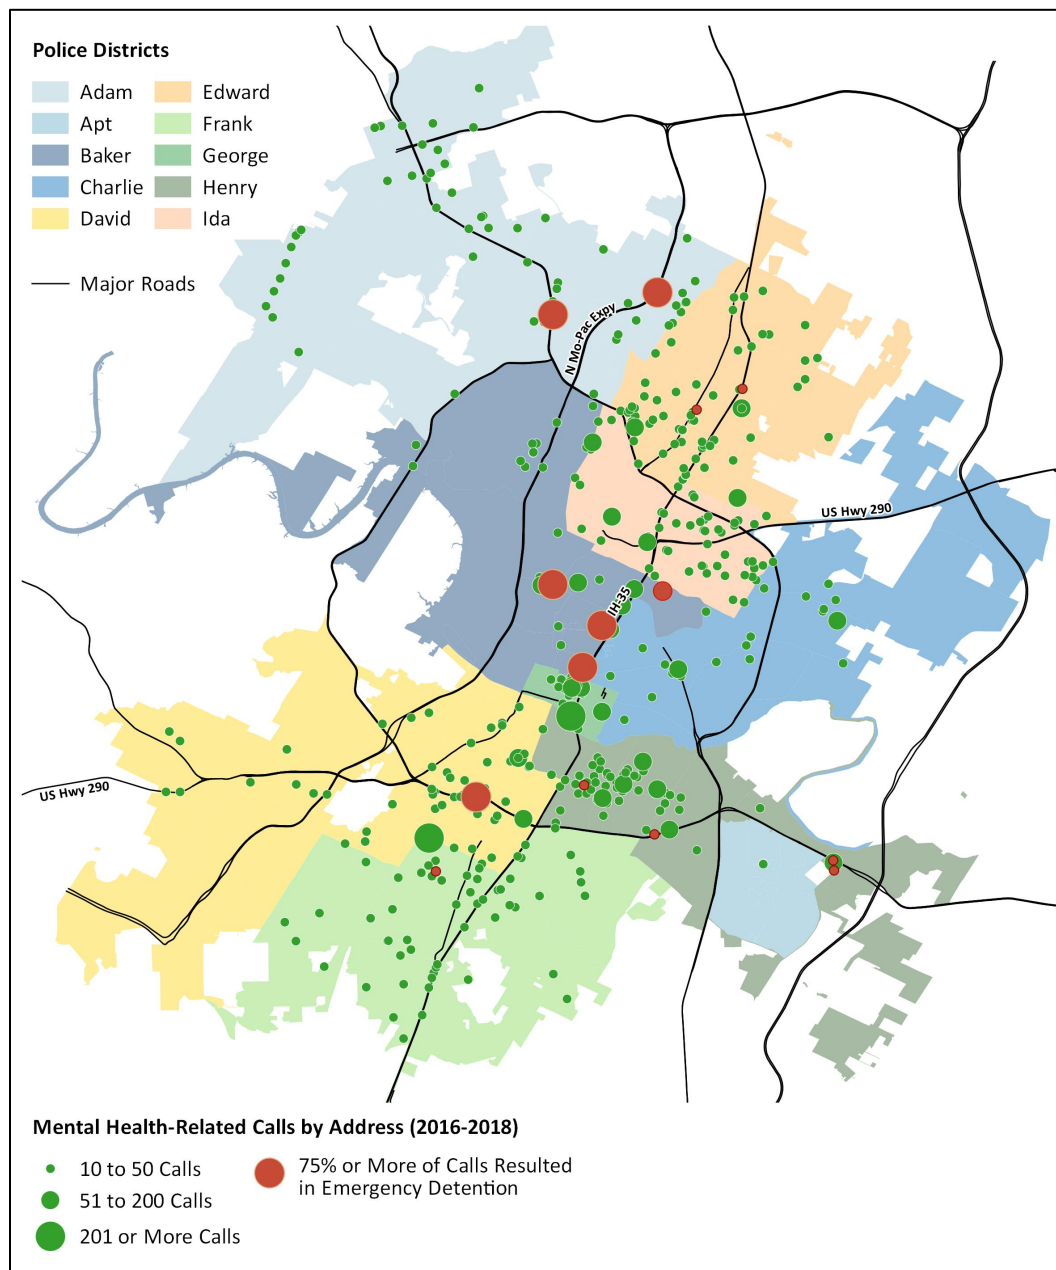 Police Districts
Adam
Edward
Apt
Frank
Baker
George
Charlie
Henry
David
Ida
Major Roads
N Mo-Pac Expy
US Hwy 290
IH-35
US Hwy 290
Mental Health-Related Calls by Address (2016-2018)
10 to 50 Calls
51 to 200 Calls
201 or More Calls
75% or More of Calls Resulted
in Emergency Detention